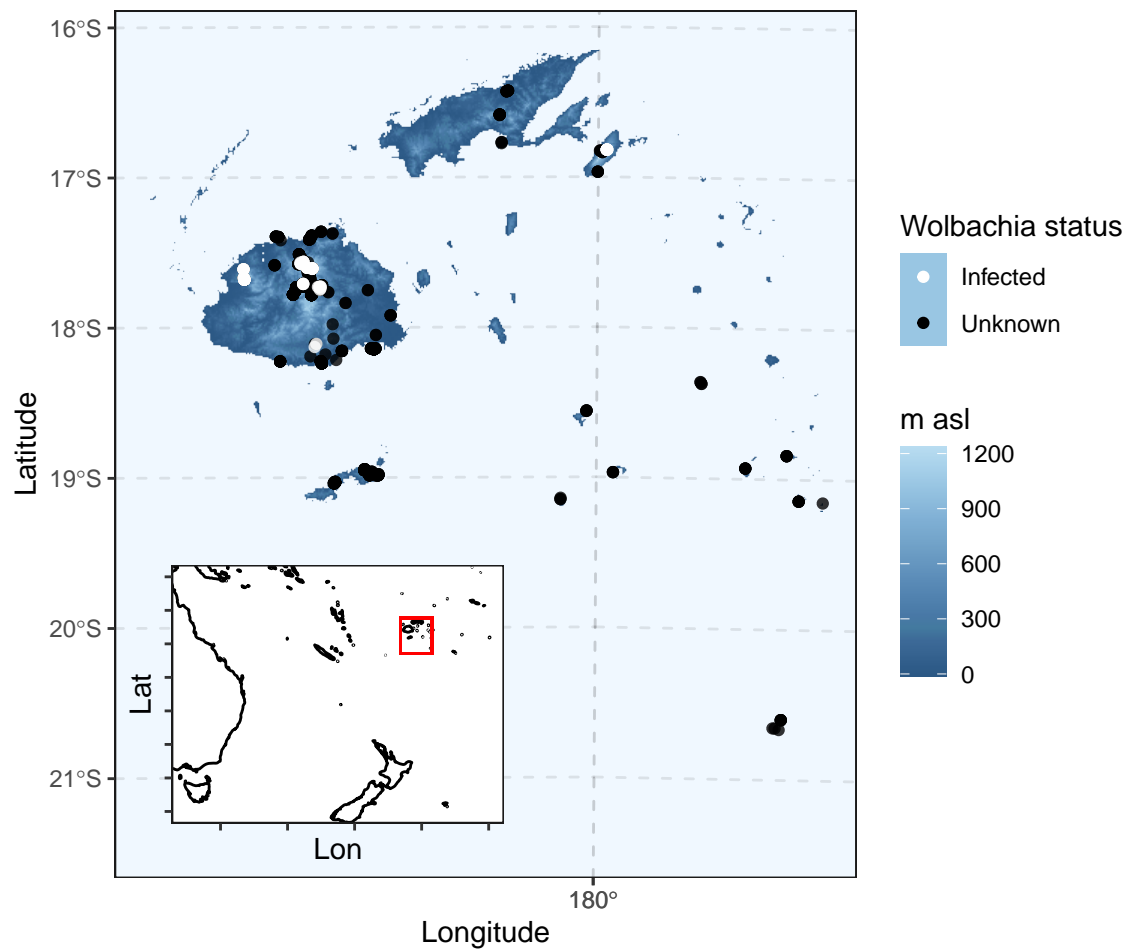 16°S
17°S
18°S
19°S
20°S
21°S
Latitude
180°
Longitude
Lat
Lon
Wolbachia status
Infected
Unknown
m asl
1200
900
600
300
0